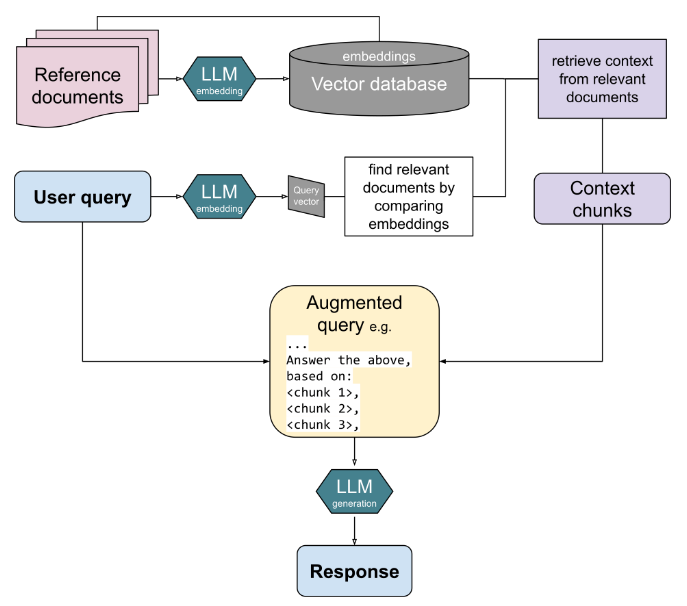 Reference
documents
LLM
embedding
embeddings
Vector database
retrieve context
from relevant
documents
User query
LLM
embedding
Query
vector
find relevant
documents by
comparing
embeddings
Context
chunks
Augmented
query e.g.
...
Answer the above,
based on:
<chunk 1>,
<chunk 2>,
<chunk 3>,
LLM
generation
Response